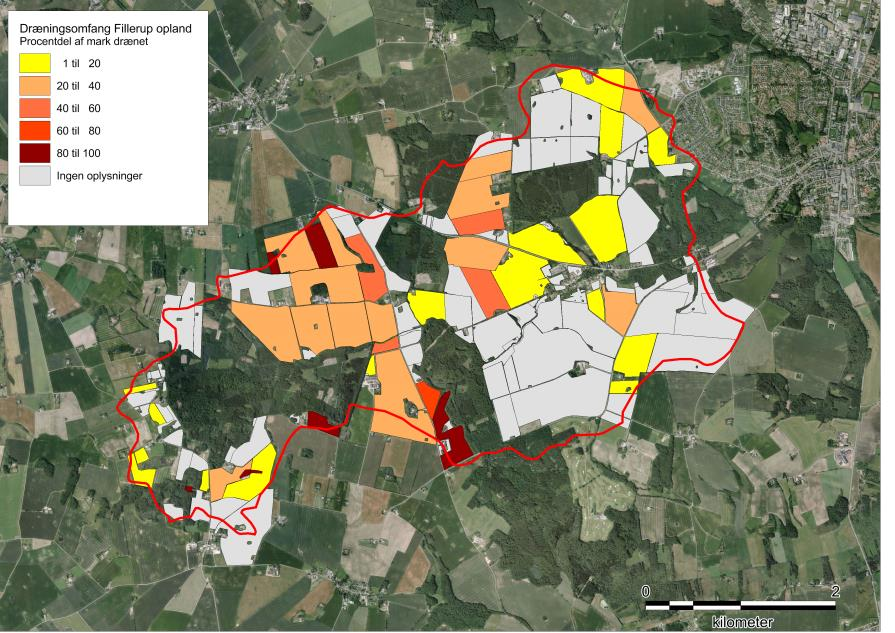 Dræningsomfang Fillerup opland
Procentdel af mark drænet
1 til 20
20 til 40
40 til 60
60 til 80
80 til 100
Ingen oplysninger
0 2
kilometer